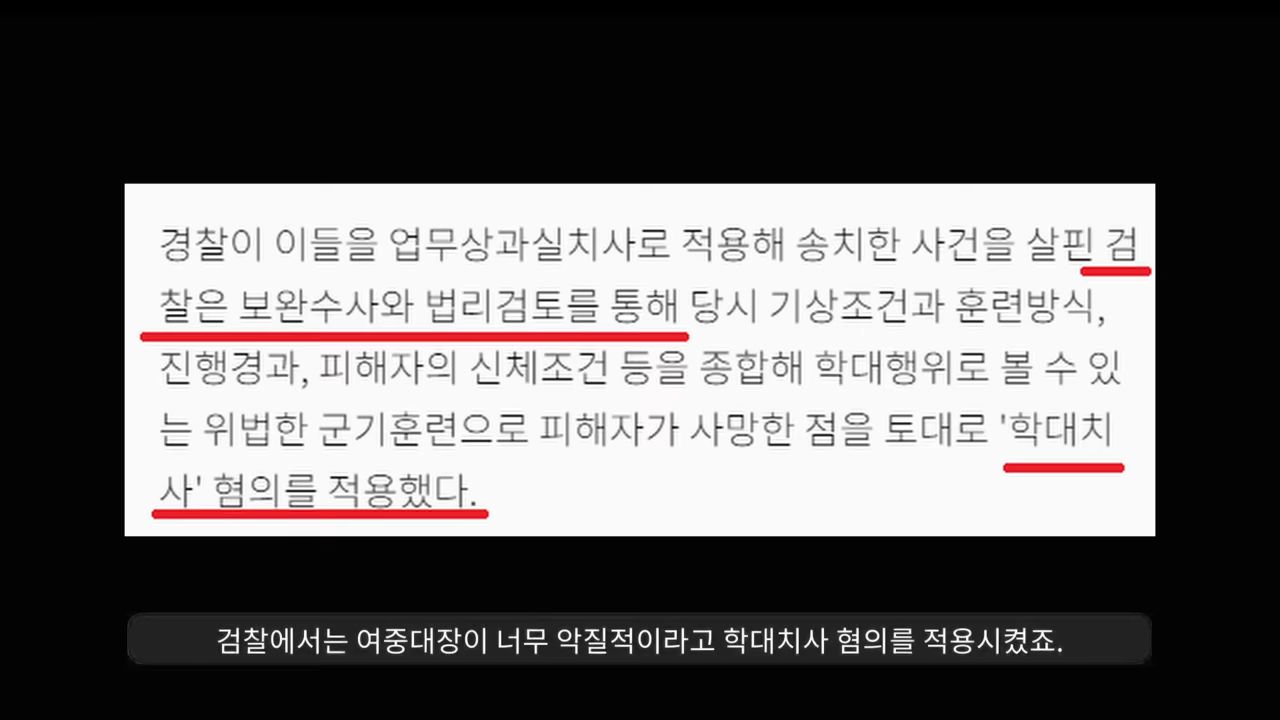 경찰이 이들을 업무상과실치사로 적용해 송치한 사건을 살핀 검
찰은 보완수사와 법리검토를 통해 당시 기상조건과 훈련방식,
진행경과, 피해자의 신체조건 등을 종합해 학대행위로 볼 수 있
는 위법한 군기훈련으로 피해자가 사망한 점을 토대로 '학대치
사' 혐의를 적용했다.
검찰에서는 여중대장이 너무 악질적이라고 학대치사 혐의를 적용시켰죠.